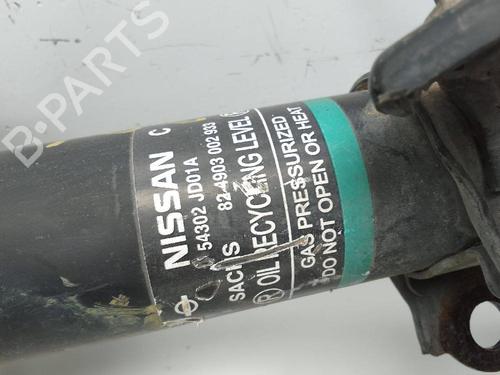 NISSAN C
54302 JD01A
SACHS 82 4903 002 933
® OIL RECYCLING LEVEL
GAS PRESSURIZED
DO NOT OPEN OR HEAT
B-PARTS
B-PARTS